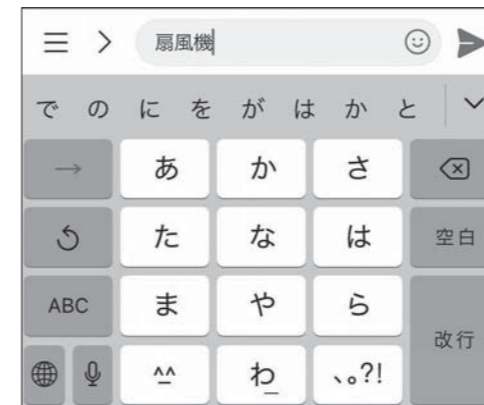 扇風機
で の に を が は か と
→ あ か さ
た な は 空白
ABC ま や ら 改行
^_^ わ_ 、。?!